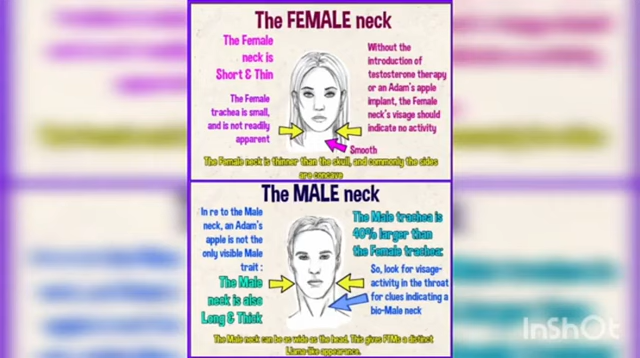 The FEMALE neck
The Female
neck is
Short & Thin
The Female
trachea is small,
and is not readily
apparent
Without the
introduction of
testosterone therapy
or an Adam's apple
implant, the Female
neck's visage should
indicate no activity
Smooth
The Female neck is thinner than the skull, and commonly the sides
are concave
The MALE neck
In re to the Male
neck, an Adam's
apple is not the
only visible Male
trait :
The Male
neck is also
Long & Thick
The Male trachea is
40% larger than
the Female trachea:
So, look for visage-
activity in the throat
for clues indicating a
bio-Male neck
The Male neck can be as wide as the head. This gives FTMs a distinct
Llama-like appearance.
InShOt